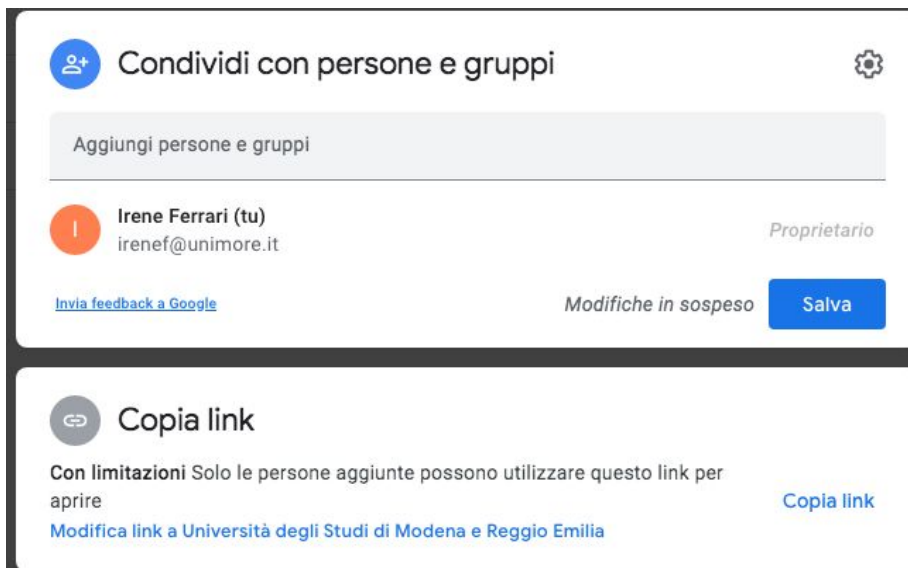 Condividi con persone e gruppi
Aggiungi persone e gruppi
I
Irene Ferrari (tu)
irenef@unimore.it
Proprietario
Invia feedback a Google
Modifiche in sospeso
Salva
Copia link
Con limitazioni Solo le persone aggiunte possono utilizzare questo link per
aprire
Copia link
Modifica link a Università degli Studi di Modena e Reggio Emilia